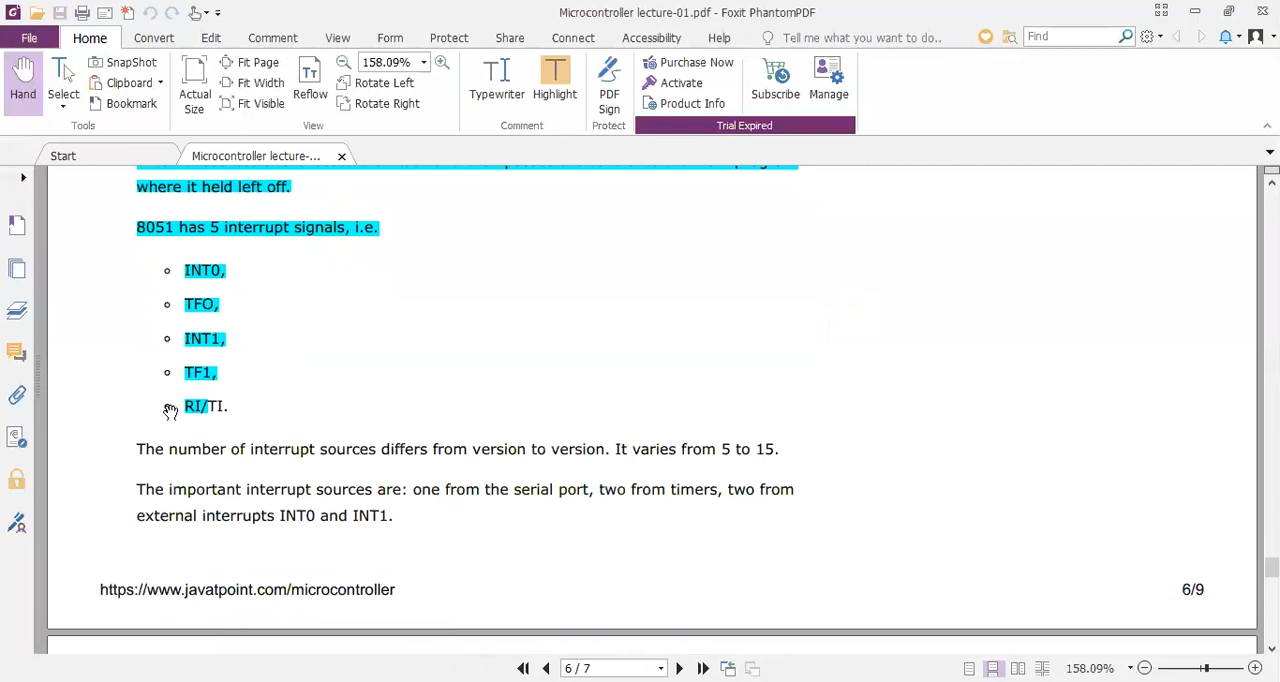 Microcontroller lecture-01.pdf - Foxit PhantomPDF
File Home Convert Edit Comment View Form Protect Share Connect Accessibility Help Tell me what you want to do.. Find
Hand
Select
SnapShot
Clipboard
Bookmark
Tools
Actual Size
Fit Page
Fit Width
Fit Visible
Reflow
158.09%
Rotate Left
Rotate Right
View
Typewriter
Highlight
Comment
PDF Sign
Protect
Purchase Now
Activate
Product Info
Subscribe
Manage
Trial Expired
Start
Microcontroller lecture-...
where it held left off.
8051 has 5 interrupt signals, i.e.
INT0,
TFO,
INT1,
TF1,
RI/TI.
The number of interrupt sources differs from version to version. It varies from 5 to 15.
The important interrupt sources are: one from the serial port, two from timers, two from
external interrupts INT0 and INT1.
https://www.javatpoint.com/microcontroller 6/9
6 / 7
158.09%